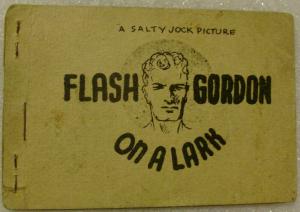 A SALTY JOCK PICTURE
FLASH GORDON
ON A LARK